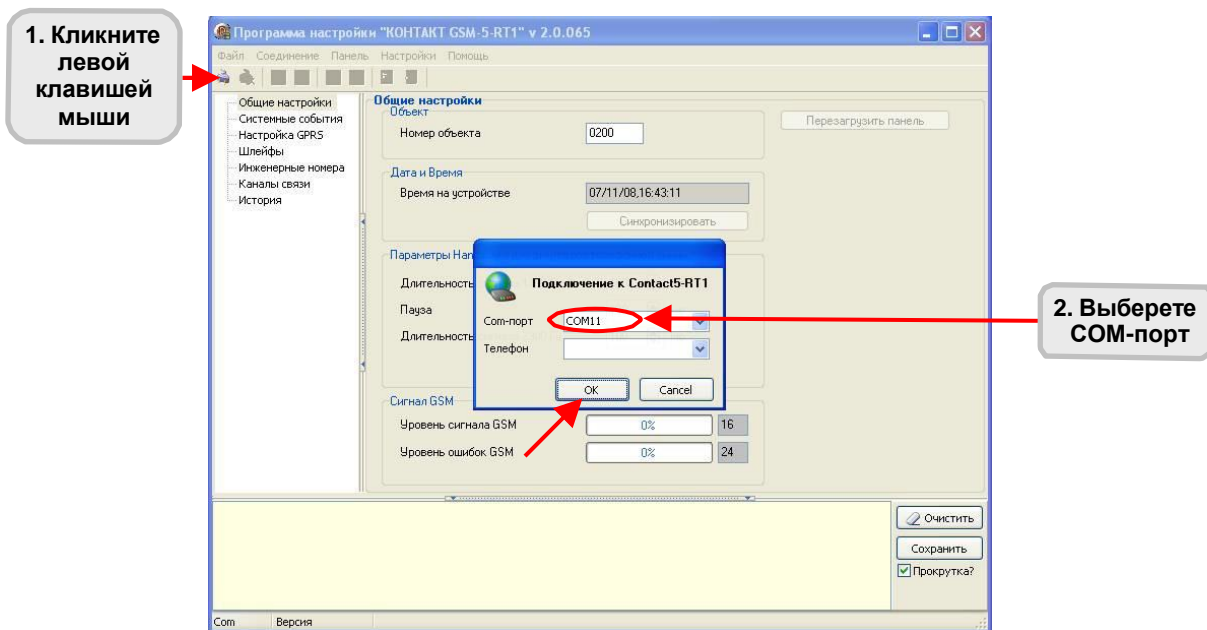 1. Кликните
левой
клавишей
мыши
Программа настройки "КОНТАКТ GSM-5-RT1" v 2.0.065
Файл Соединение Панель Настройки Помощь
Общие настройки
Системные события
Настройка GPRS
Шлейфы
Инженерные номера
Каналы связи
История
Общие настройки
Объект
Номер объекта 0200
Перезагрузить панель
Дата и Время
Время на устройстве 07/11/08,16:43:11
Синхронизировать
Параметры Han
Длительность
Пауза
Длительность
Подключение к Contact5-RT1
Com-порт COM11
Телефон
OK Cancel
2. Выберете
COM-порт
Сигнал GSM
Уровень сигнала GSM 0% 16
Уровень ошибок GSM 0% 24
Очистить
Сохранить
Прокрутка?
Com Версия